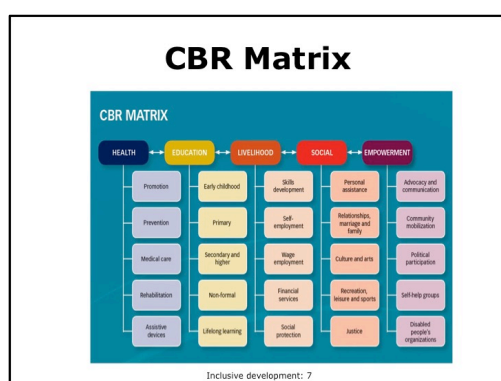 CBR Matrix
CBR MATRIX
HEALTH
EDUCATION
LIVELIHOOD
SOCIAL
EMPOWERMENT
Promotion
Prevention
Medical care
Rehabilitation
Assistive
devices
Early childhood
Primary
Secondary and
higher
Non-formal
Lifelong learning
Skills
development
Self-
employment
Wage
employment
Financial
services
Social
protection
Personal
assistance
Relationships,
marriage and
family
Culture and arts
Recreation,
leisure and sports
Justice
Advocacy and
communication
Community
mobilization
Political
participation
Self-help groups
Disabled
people's
organizations
Inclusive development: 7